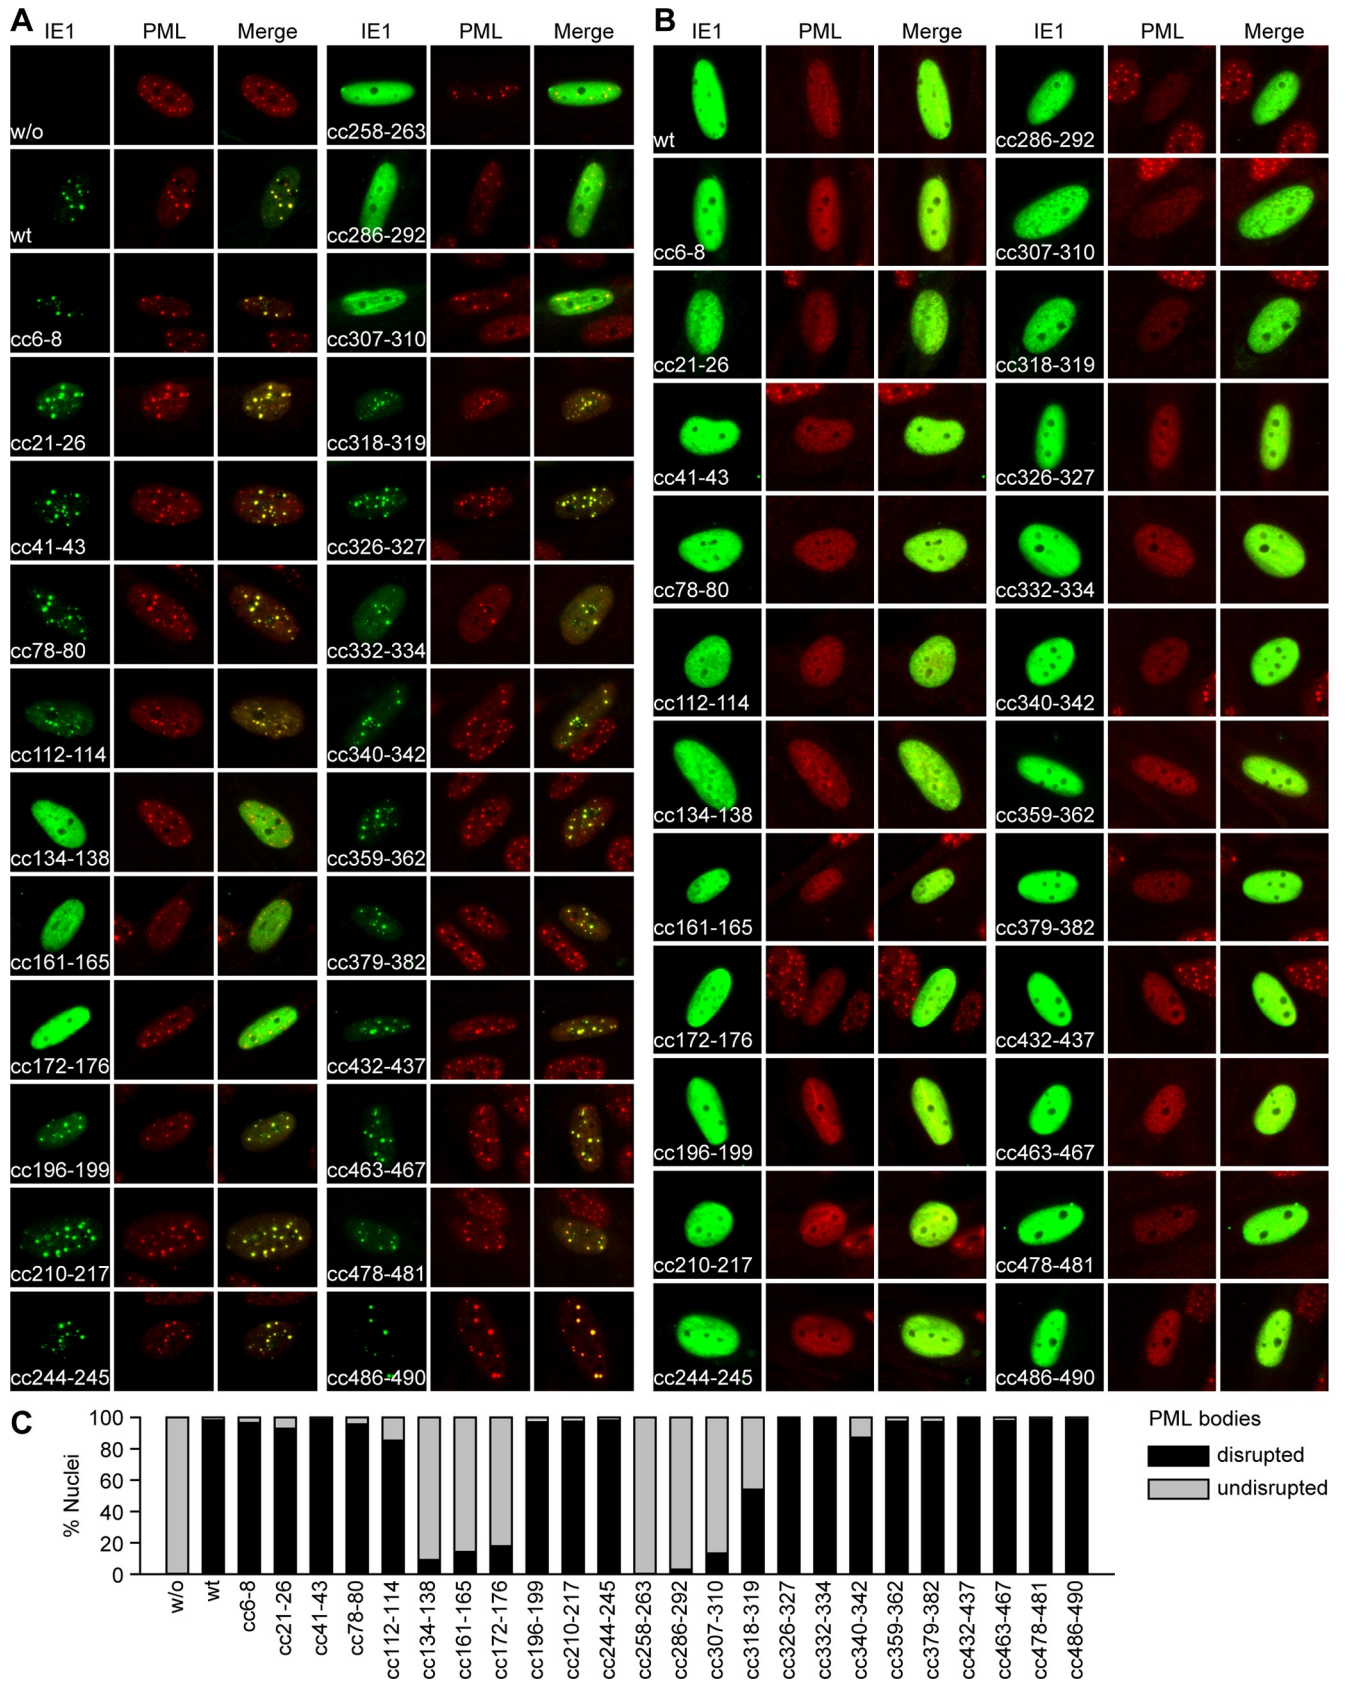 A
IE1 PML Merge IE1 PML Merge
w/o cc258-263
wt cc286-292
cc6-8 cc307-310
cc21-26 cc318-319
cc41-43 cc326-327
cc78-80 cc332-334
cc112-114 cc340-342
cc134-138 cc359-362
cc161-165 cc379-382
cc172-176 cc432-437
cc196-199 cc463-467
cc210-217 cc478-481
cc244-245 cc486-490
B
IE1 PML Merge IE1 PML Merge
wt cc286-292
cc6-8 cc307-310
cc21-26 cc318-319
cc41-43 cc326-327
cc78-80 cc332-334
cc112-114 cc340-342
cc134-138 cc359-362
cc161-165 cc379-382
cc172-176 cc432-437
cc196-199 cc463-467
cc210-217 cc478-481
cc244-245 cc486-490
C
% Nuclei
100
80
60
40
20
0
w/o
wt
cc6-8
cc21-26
cc41-43
cc78-80
cc112-114
cc134-138
cc161-165
cc172-176
cc196-199
cc210-217
cc244-245
cc258-263
cc286-292
cc307-310
cc318-319
cc326-327
cc332-334
cc340-342
cc359-362
cc379-382
cc432-437
cc463-467
cc478-481
cc486-490
PML bodies
disrupted
undisrupted